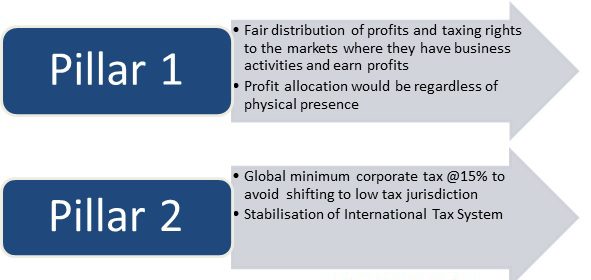 Pillar 1
• Fair distribution of profits and taxing rights
to the markets where they have business
activities and earn profits
• Profit allocation would be regardless of
physical presence
Pillar 2
• Global minimum corporate tax @15% to
avoid shifting to low tax jurisdiction
• Stabilisation of International Tax System